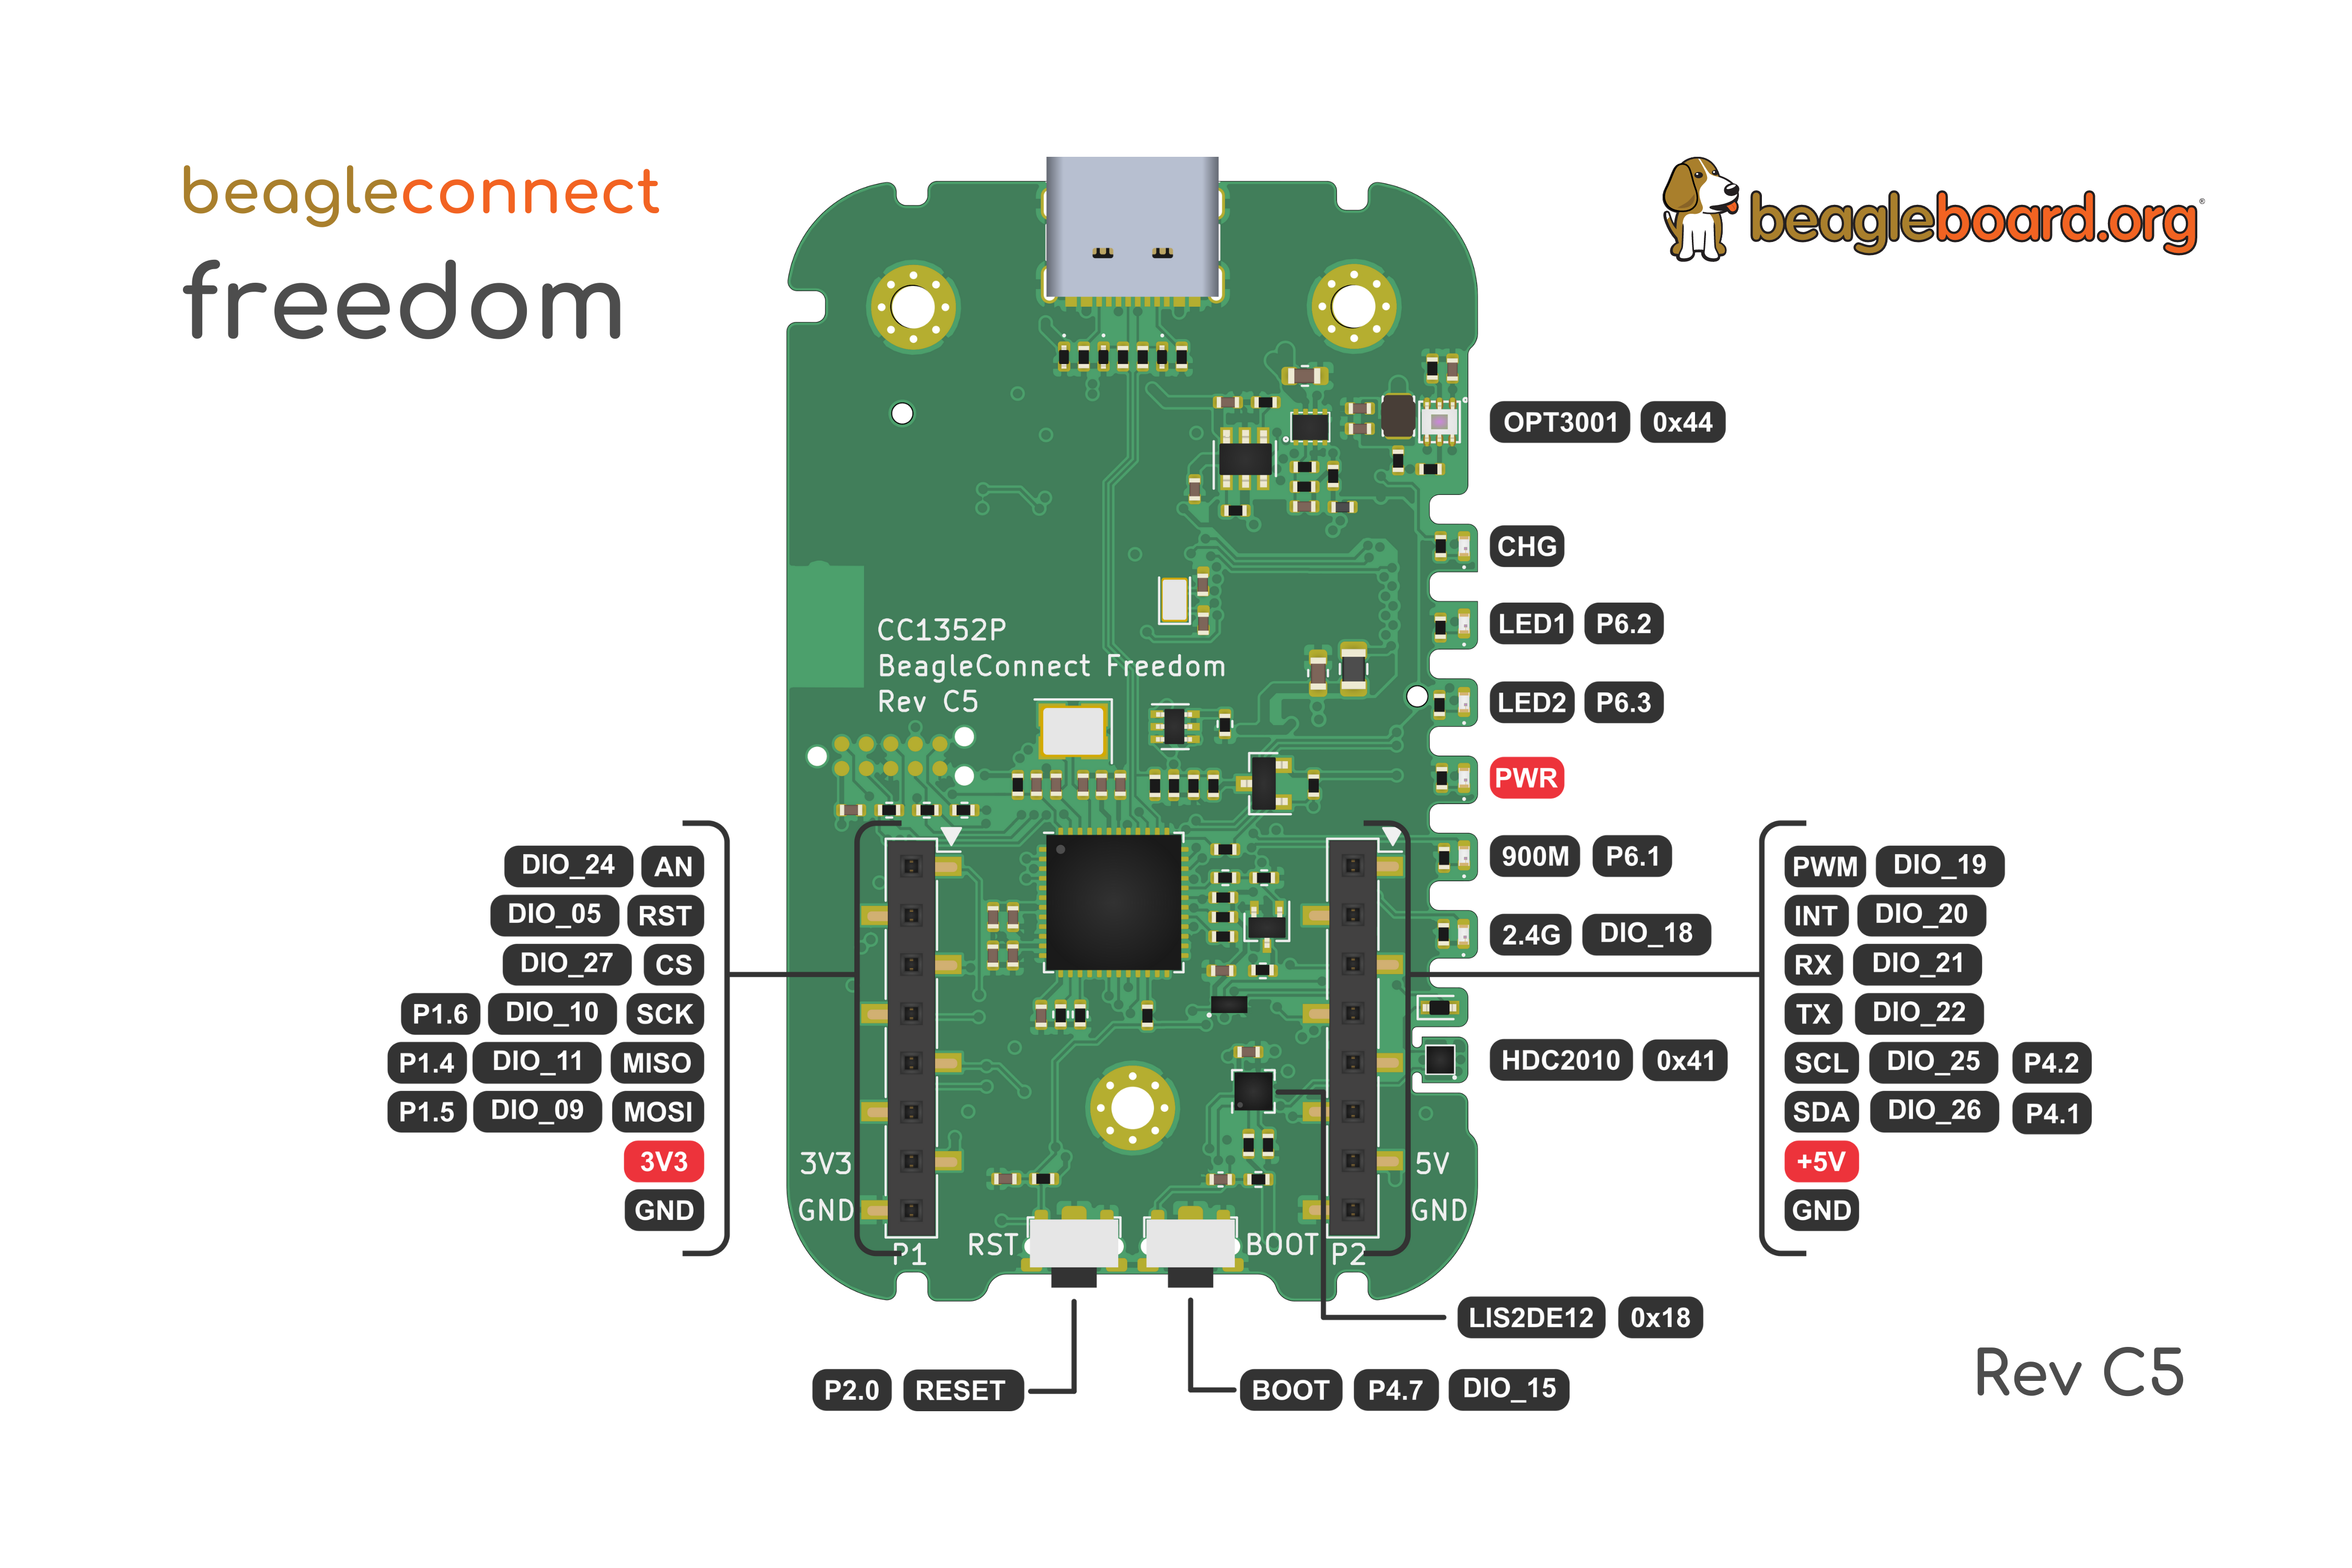 beagleconnect
freedom
beagleboard.org®
OPT3001 0x44
CHG
LED1 P6.2
LED2 P6.3
PWR
900M P6.1
2.4G DIO_18
HDC2010 0x41
CC1352P
BeagleConnect Freedom
Rev C5
DIO_24 AN
DIO_05 RST
DIO_27 CS
P1.6 DIO_10 SCK
P1.4 DIO_11 MISO
P1.5 DIO_09 MOSI
3V3
GND
3V3
GND
P1
RST
BOOT
P2
5V
GND
PWM DIO_19
INT DIO_20
RX DIO_21
TX DIO_22
SCL DIO_25 P4.2
SDA DIO_26 P4.1
+5V
GND
LIS2DE12 0x18
P2.0 RESET
BOOT P4.7 DIO_15
Rev C5